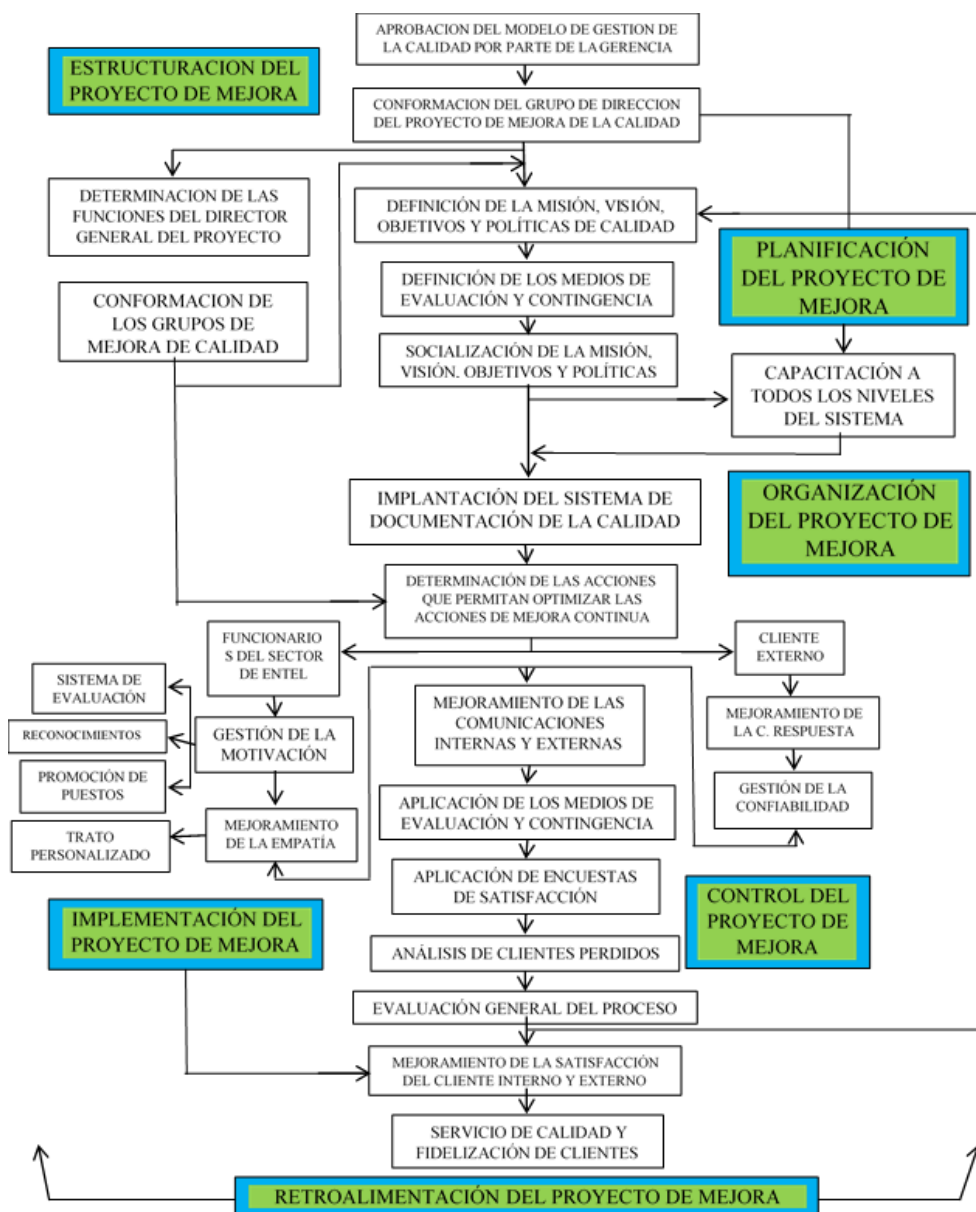 APROBACION DEL MODELO DE GESTION DE
LA CALIDAD POR PARTE DE LA GERENCIA
ESTRUCTURACION DEL
PROYECTO DE MEJORA
CONFORMACION DEL GRUPO DE DIRECCION
DEL PROYECTO DE MEJORA DE LA CALIDAD
DETERMINACION DE LAS
FUNCIONES DEL DIRECTOR
GENERAL DEL PROYECTO
DEFINICIÓN DE LA MISIÓN, VISIÓN,
OBJETIVOS Y POLÍTICAS DE CALIDAD
PLANIFICACIÓN
DEL PROYECTO DE
MEJORA
CONFORMACION DE
LOS GRUPOS DE
MEJORA DE CALIDAD
DEFINICIÓN DE LOS MEDIOS DE
EVALUACIÓN Y CONTINGENCIA
SOCIALIZACIÓN DE LA MISIÓN,
VISIÓN. OBJETIVOS Y POLÍTICAS
CAPACITACIÓN A
TODOS LOS NIVELES
DEL SISTEMA
IMPLANTACIÓN DEL SISTEMA DE
DOCUMENTACIÓN DE LA CALIDAD
ORGANIZACIÓN
DEL PROYECTO DE
MEJORA
DETERMINACIÓN DE LAS ACCIONES
QUE PERMITAN OPTIMIZAR LAS
ACCIONES DE MEJORA CONTINUA
FUNCIONARIO
S DEL SECTOR
DE ENTEL
CLIENTE
EXTERNO
SISTEMA DE
EVALUACIÓN
RECONOCIMIENTOS
PROMOCIÓN DE
PUESTOS
TRATO
PERSONALIZADO
GESTIÓN DE LA
MOTIVACIÓN
MEJORAMIENTO
DE LA EMPATÍA
MEJORAMIENTO DE LAS
COMUNICACIONES
INTERNAS Y EXTERNAS
MEJORAMIENTO DE
LA C. RESPUESTA
GESTIÓN DE LA
CONFIABILIDAD
APLICACIÓN DE LOS MEDIOS DE
EVALUACIÓN Y CONTINGENCIA
APLICACIÓN DE ENCUESTAS
DE SATISFACCIÓN
IMPLEMENTACIÓN DEL
PROYECTO DE MEJORA
CONTROL DEL
PROYECTO DE
MEJORA
ANÁLISIS DE CLIENTES PERDIDOS
EVALUACIÓN GENERAL DEL PROCESO
MEJORAMIENTO DE LA SATISFACCIÓN
DEL CLIENTE INTERNO Y EXTERNO
SERVICIO DE CALIDAD Y
FIDELIZACIÓN DE CLIENTES
RETROALIMENTACIÓN DEL PROYECTO DE MEJORA